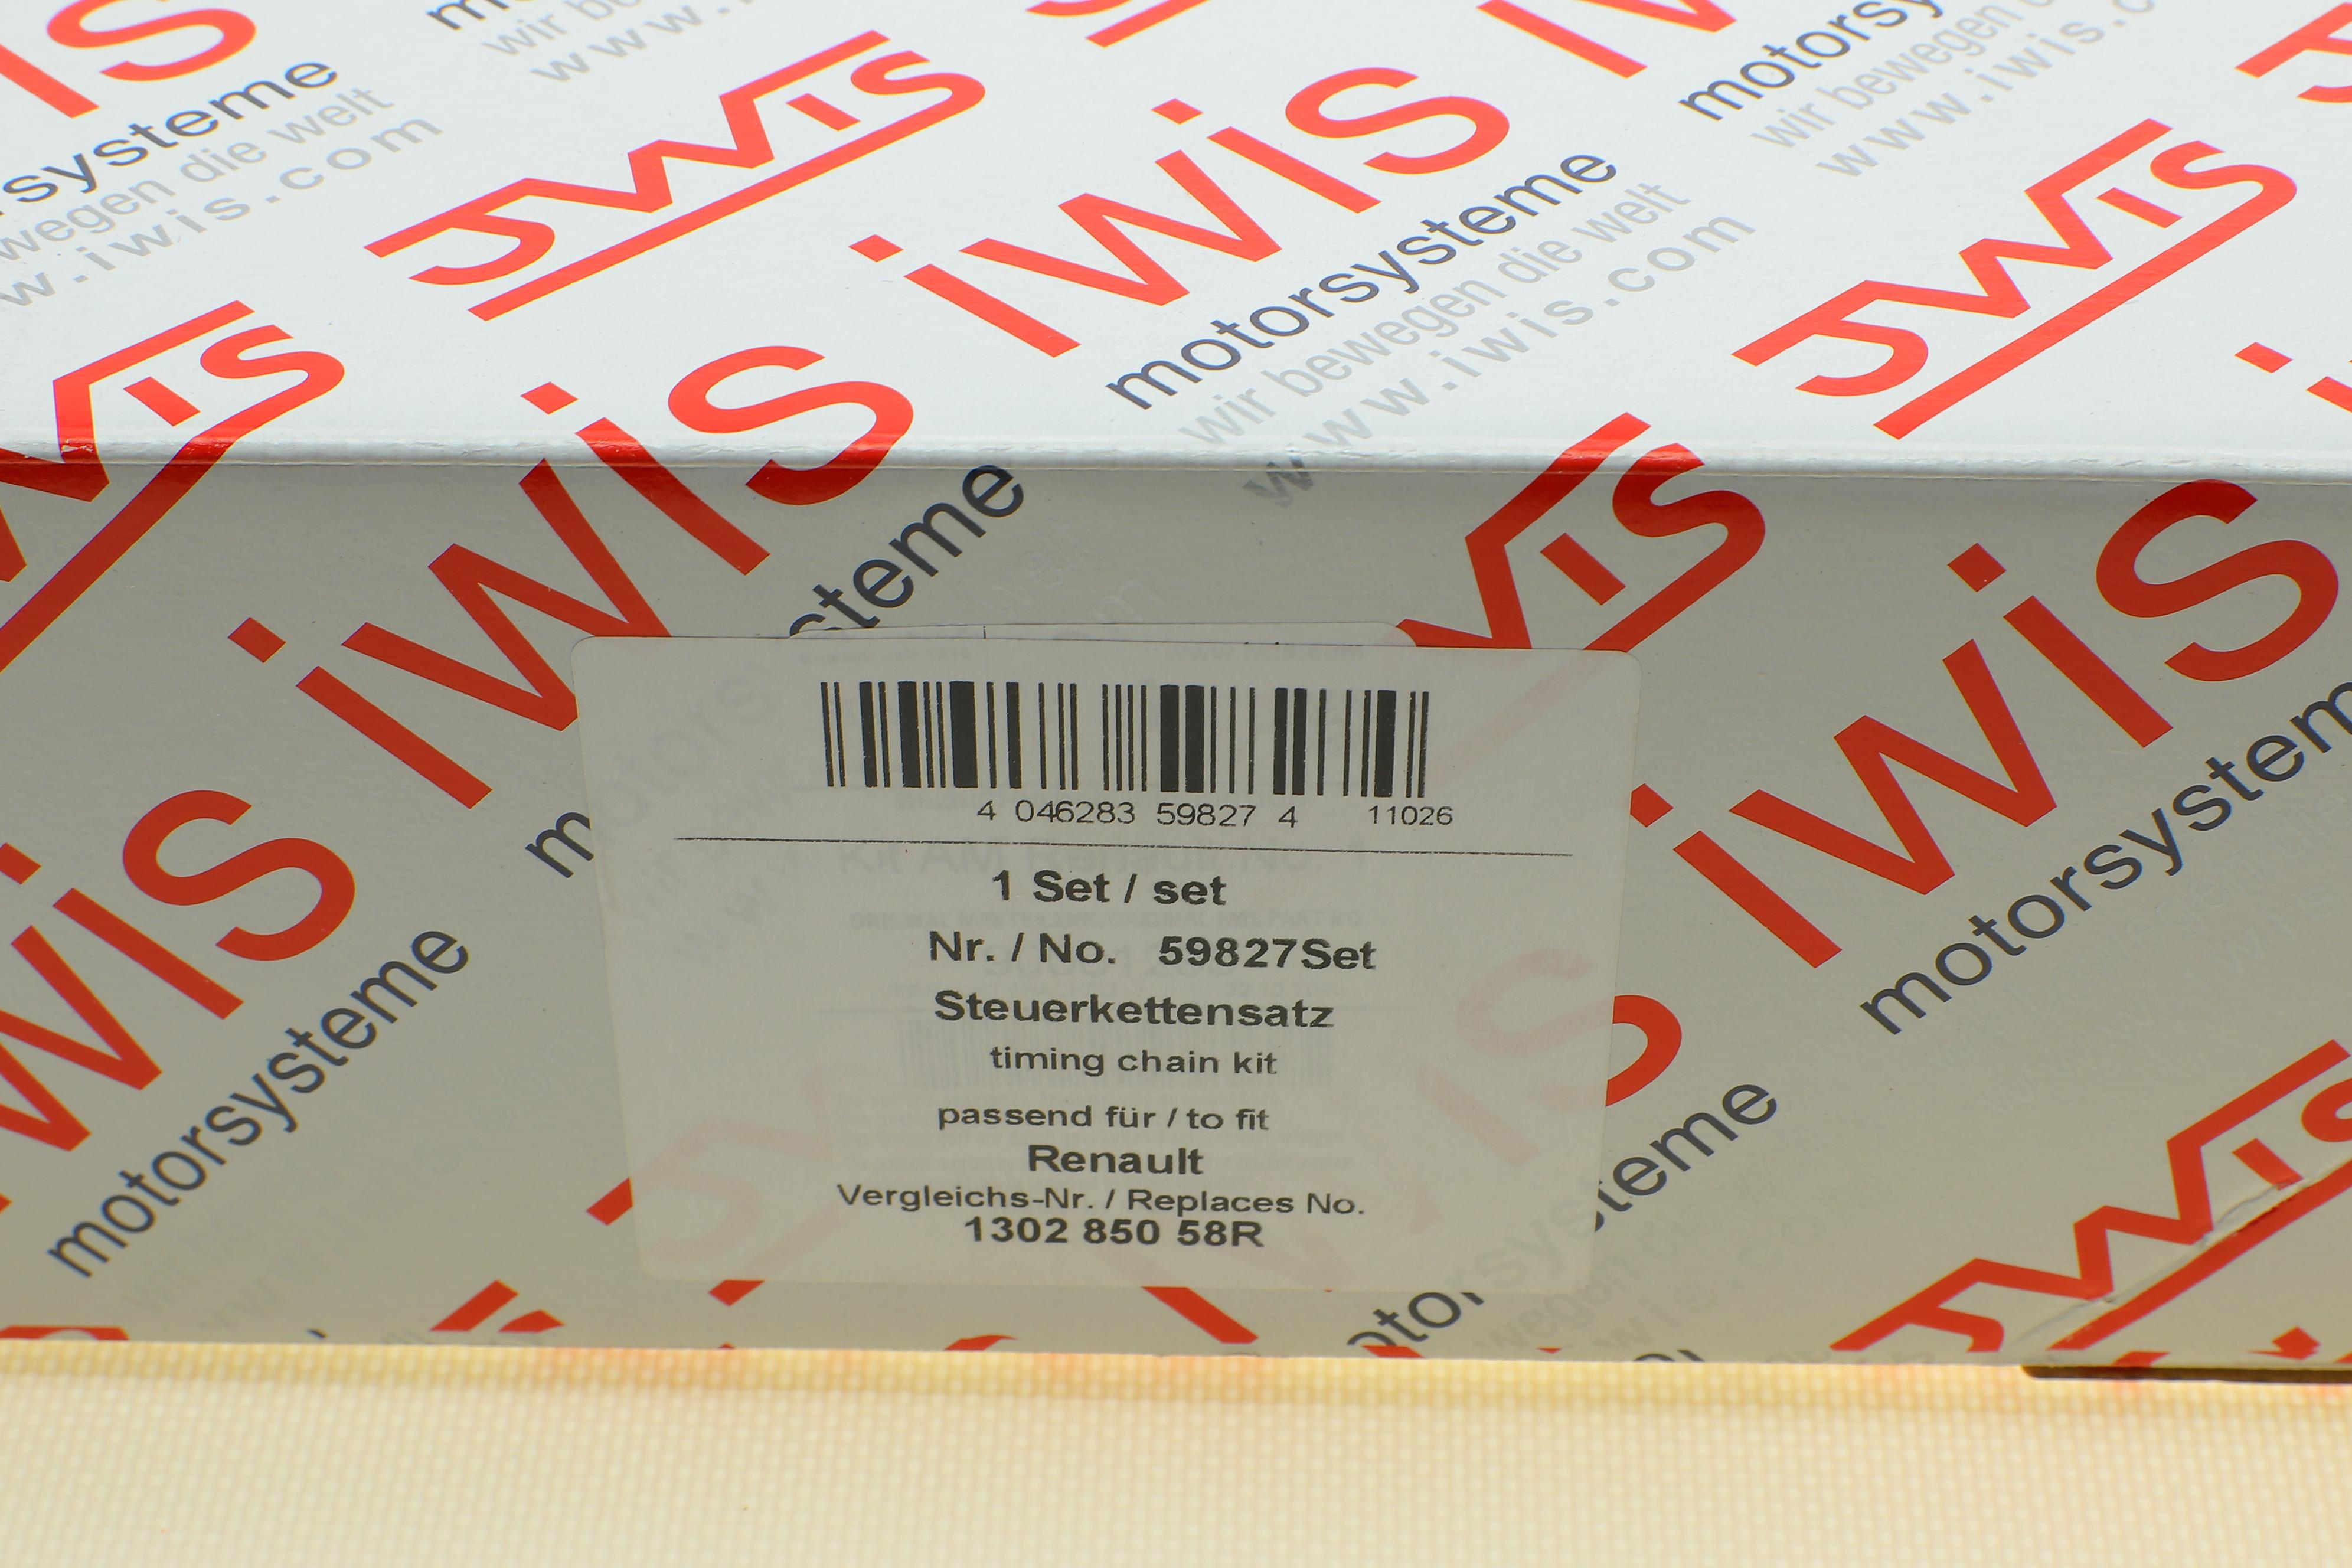 iwis
motorsysteme
wir bewegen die welt
www.iwis.com
JWIS
4 046283 59827 4 11026
1 Set / set
Nr. / No. 59827Set
Steuerkettensatz
timing chain kit
passend für / to fit
Renault
Vergleichs-Nr. / Replaces No.
1302 850 58R